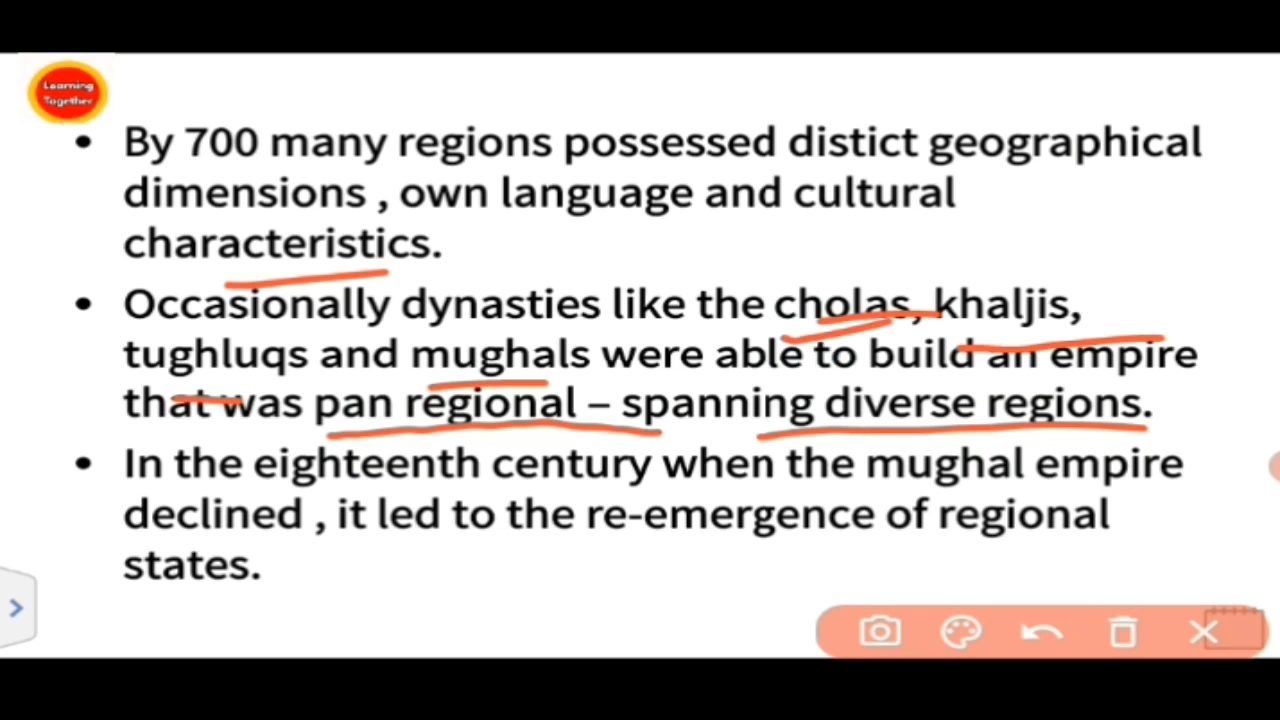 Learning
Together
• By 700 many regions possessed distict geographical
dimensions , own language and cultural
characteristics.
• Occasionally dynasties like the cholas, khaljis,
tughluqs and mughals were able to build an empire
that was pan regional – spanning diverse regions.
• In the eighteenth century when the mughal empire
declined , it led to the re-emergence of regional
states.